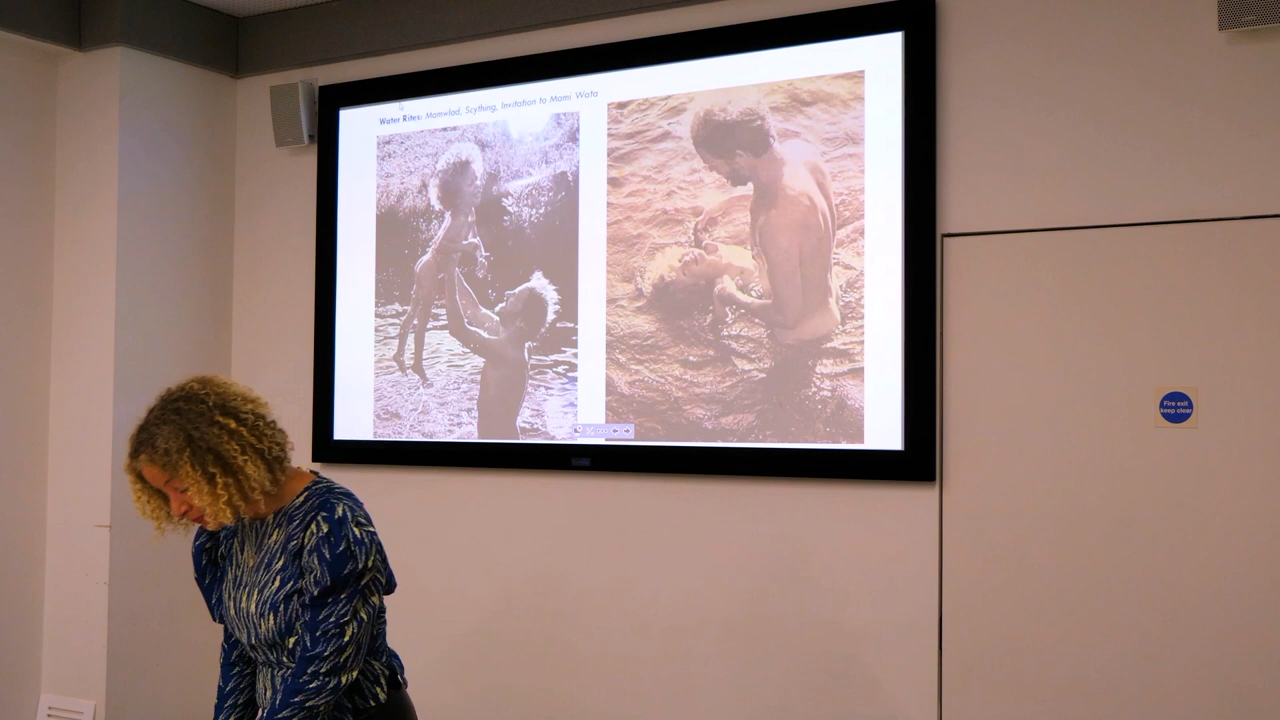 Water Rites: Mamwlad, Scything, Invitation to Mami Wata
Fire exit
keep clear